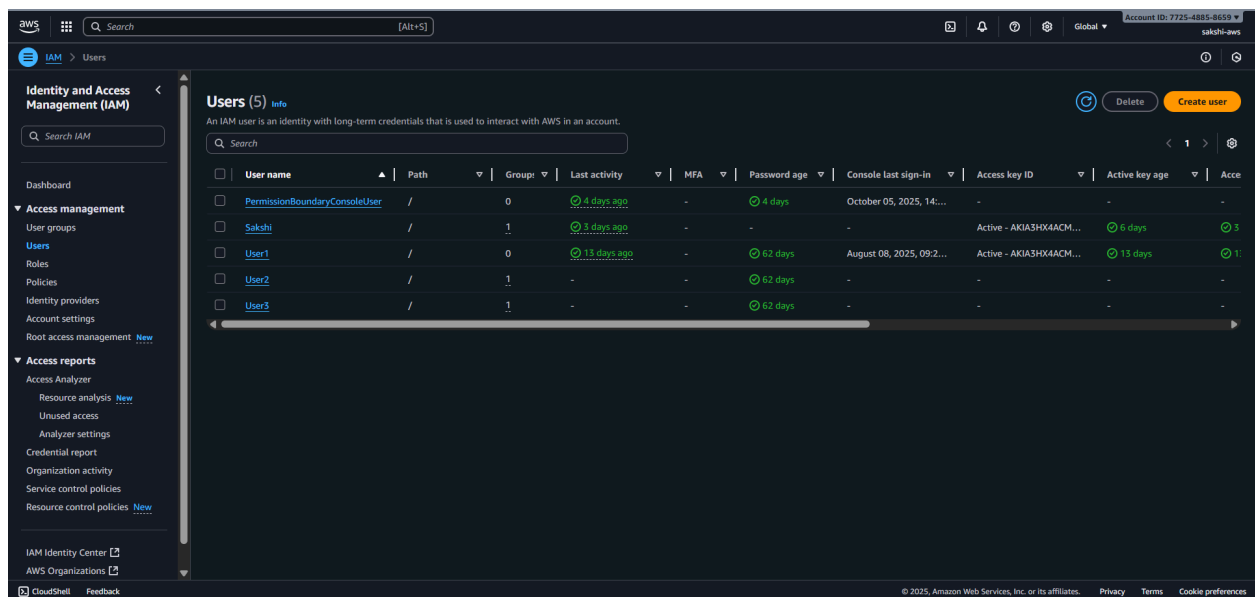 aws
Search [Alt+S]
Global
Account ID: 7725-4885-8659
sakshi-aws
IAM > Users
Identity and Access
Management (IAM)
Search IAM
Dashboard
Access management
User groups
Users
Roles
Policies
Identity providers
Account settings
Root access management New
Access reports
Access Analyzer
Resource analysis New
Unused access
Analyzer settings
Credential report
Organization activity
Service control policies
Resource control policies New
IAM Identity Center
AWS Organizations
Users (5) Info
Delete
Create user
An IAM user is an identity with long-term credentials that is used to interact with AWS in an account.
Search
1
User name Path Group: Last activity MFA Password age Console last sign-in Access key ID Active key age Acce
PermissionBoundaryConsoleUser / 0 4 days ago - 4 days October 05, 2025, 14:... - - -
Sakshi / 1 3 days ago - - - Active - AKIA3HX4ACM... 6 days 3
User1 / 0 13 days ago - 62 days August 08, 2025, 09:2... Active - AKIA3HX4ACM... 13 days 1
User2 / 1 - - 62 days - - - -
User3 / 1 - - 62 days - - - -
CloudShell Feedback
© 2025, Amazon Web Services, Inc. or its affiliates. Privacy Terms Cookie preferences